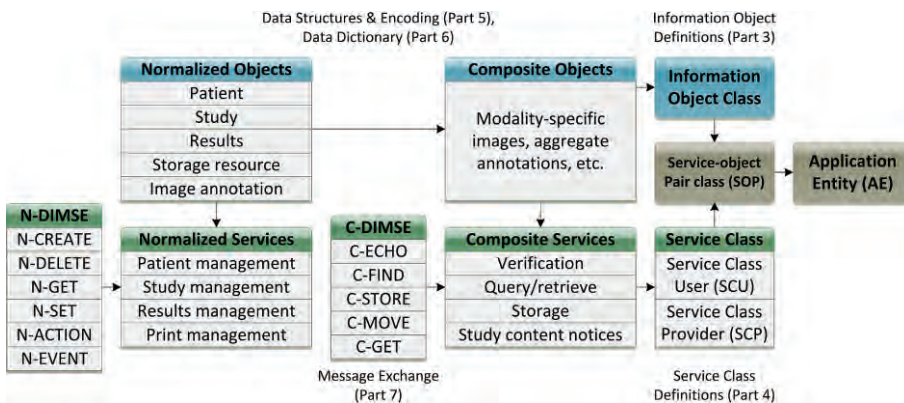 Data Structures & Encoding (Part 5),
Data Dictionary (Part 6)
Information Object
Definitions (Part 3)
Normalized Objects
Patient
Study
Results
Storage resource
Image annotation
Composite Objects
Modality-specific
images, aggregate
annotations, etc.
Information
Object Class
Service-object
Pair class (SOP)
Application
Entity (AE)
N-DIMSE
N-CREATE
N-DELETE
N-GET
N-SET
N-ACTION
N-EVENT
Normalized Services
Patient management
Study management
Results management
Print management
C-DIMSE
C-ECHO
C-FIND
C-STORE
C-MOVE
C-GET
Composite Services
Verification
Query/retrieve
Storage
Study content notices
Service Class
Service Class
User (SCU)
Service Class
Provider (SCP)
Message Exchange
(Part 7)
Service Class
Definitions (Part 4)